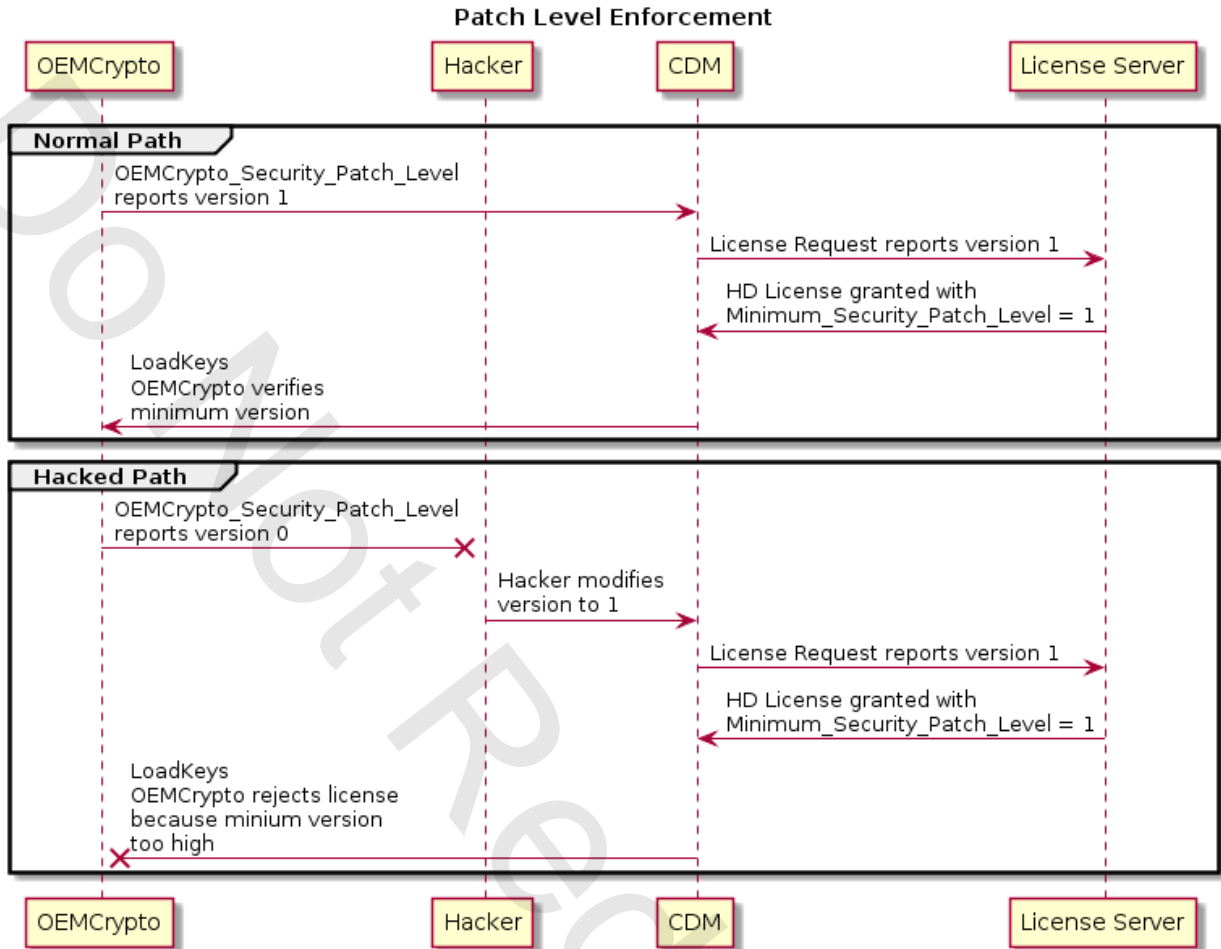 Patch Level Enforcement
OEMCrypto
Hacker
CDM
License Server
Normal Path
OEMCrypto_Security_Patch_Level
reports version 1
License Request reports version 1
HD License granted with
Minimum_Security_Patch_Level = 1
LoadKeys
OEMCrypto verifies
minimum version
Hacked Path
OEMCrypto_Security_Patch_Level
reports version 0
Hacker modifies
version to 1
License Request reports version 1
HD License granted with
Minimum_Security_Patch_Level = 1
LoadKeys
OEMCrypto rejects license
because minium version
too high
OEMCrypto
Hacker
CDM
License Server
Do Not Red